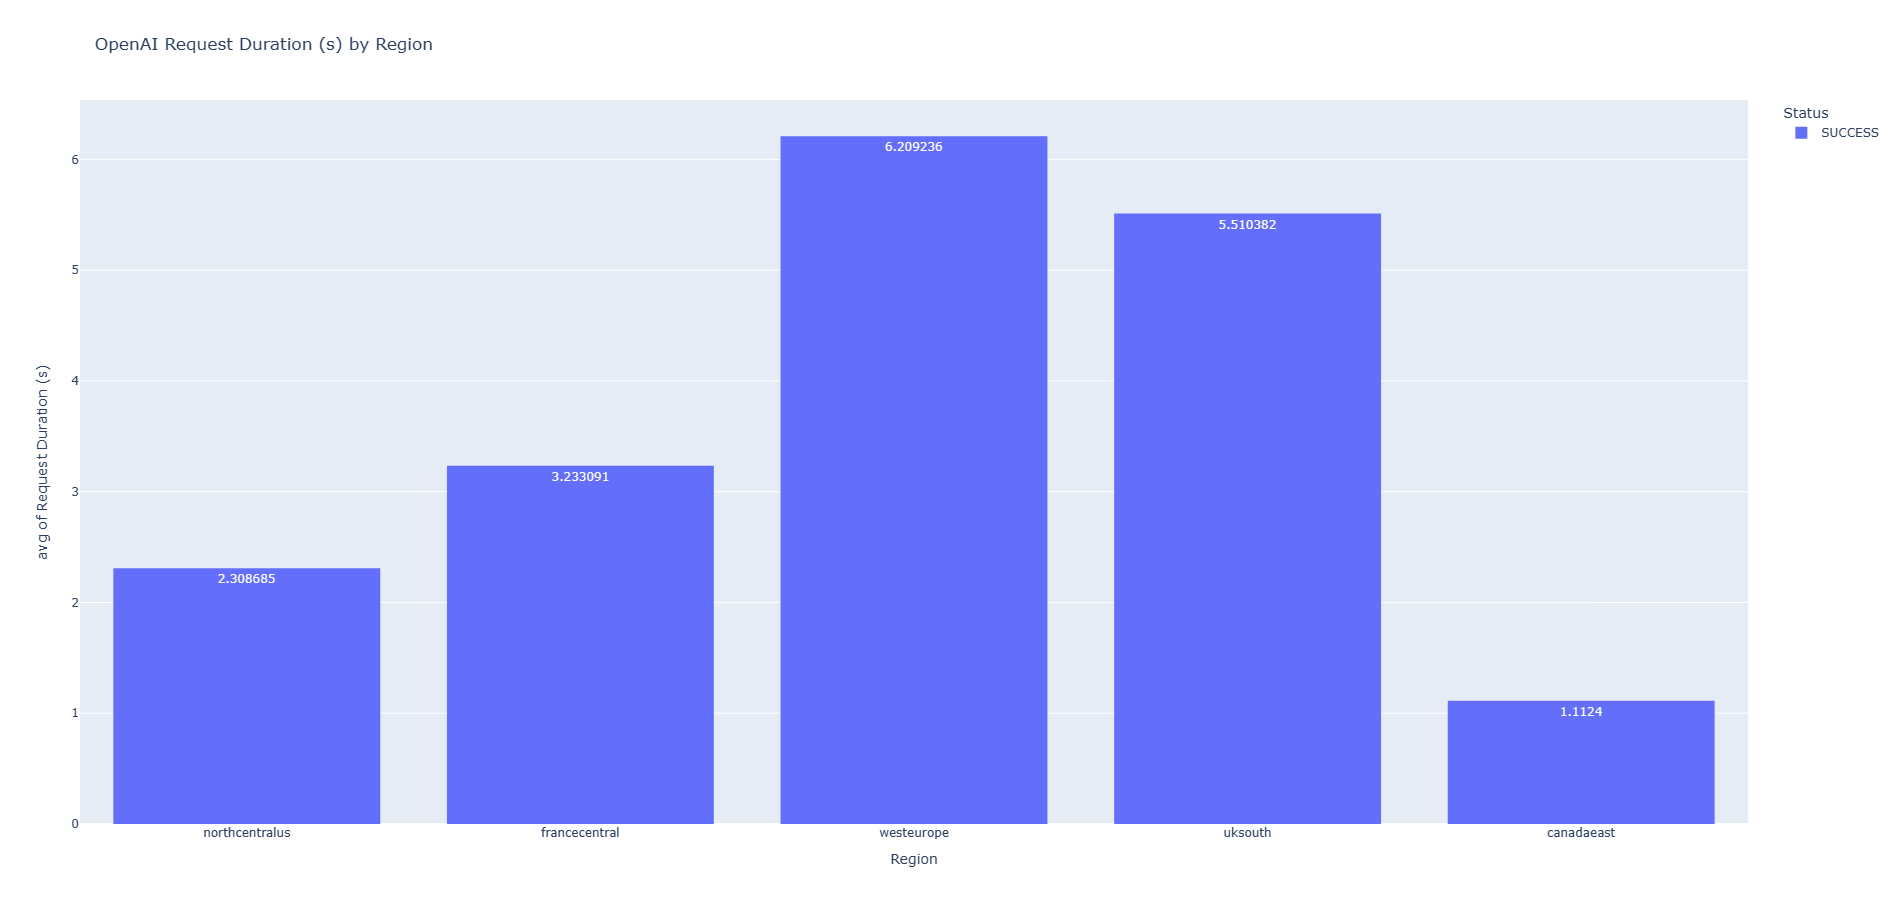 OpenAI Request Duration (s) by Region
Status
SUCCESS
avg of Request Duration (s)
6
5
4
3
2
1
0
2.308685
3.233091
6.209236
5.510382
1.1124
northcentralus
francecentral
westeurope
uksouth
canadaeast
Region